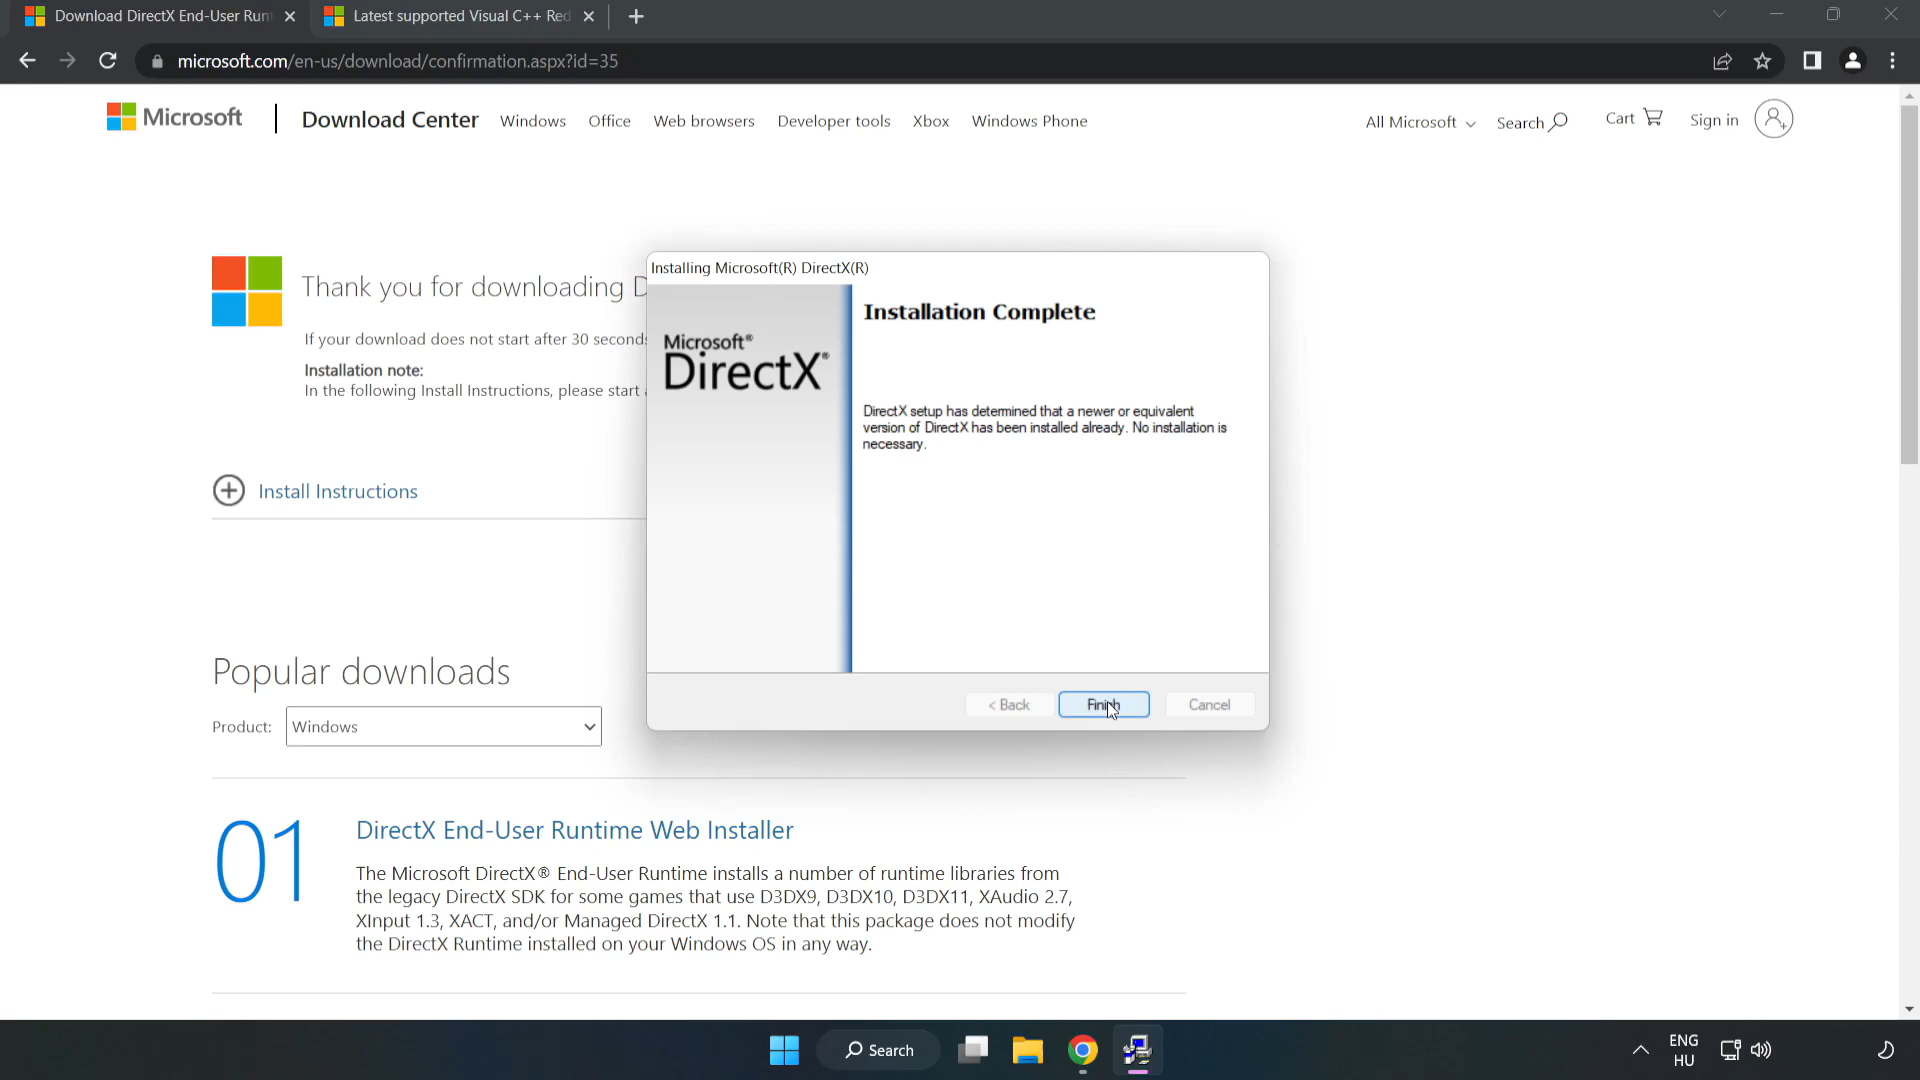 Download DirectX End-User Run
Latest supported Visual C++ Red
microsoft.com/en-us/download/confirmation.aspx?id=35
Microsoft
Download Center
Windows
Office
Web browsers
Developer tools
Xbox
Windows Phone
All Microsoft
Search
Cart
Sign in
Thank you for downloading D
If your download does not start after 30 seconds
Installation note:
In the following Install Instructions, please start a
Install Instructions
Installing Microsoft(R) DirectX(R)
Microsoft®
DirectX®
Installation Complete
DirectX setup has determined that a newer or equivalent
version of DirectX has been installed already. No installation is
necessary.
< Back
Finish
Cancel
Popular downloads
Product:
Windows
01
DirectX End-User Runtime Web Installer
The Microsoft DirectX® End-User Runtime installs a number of runtime libraries from
the legacy DirectX SDK for some games that use D3DX9, D3DX10, D3DX11, XAudio 2.7,
XInput 1.3, XACT, and/or Managed DirectX 1.1. Note that this package does not modify
the DirectX Runtime installed on your Windows OS in any way.
Search
ENG
HU